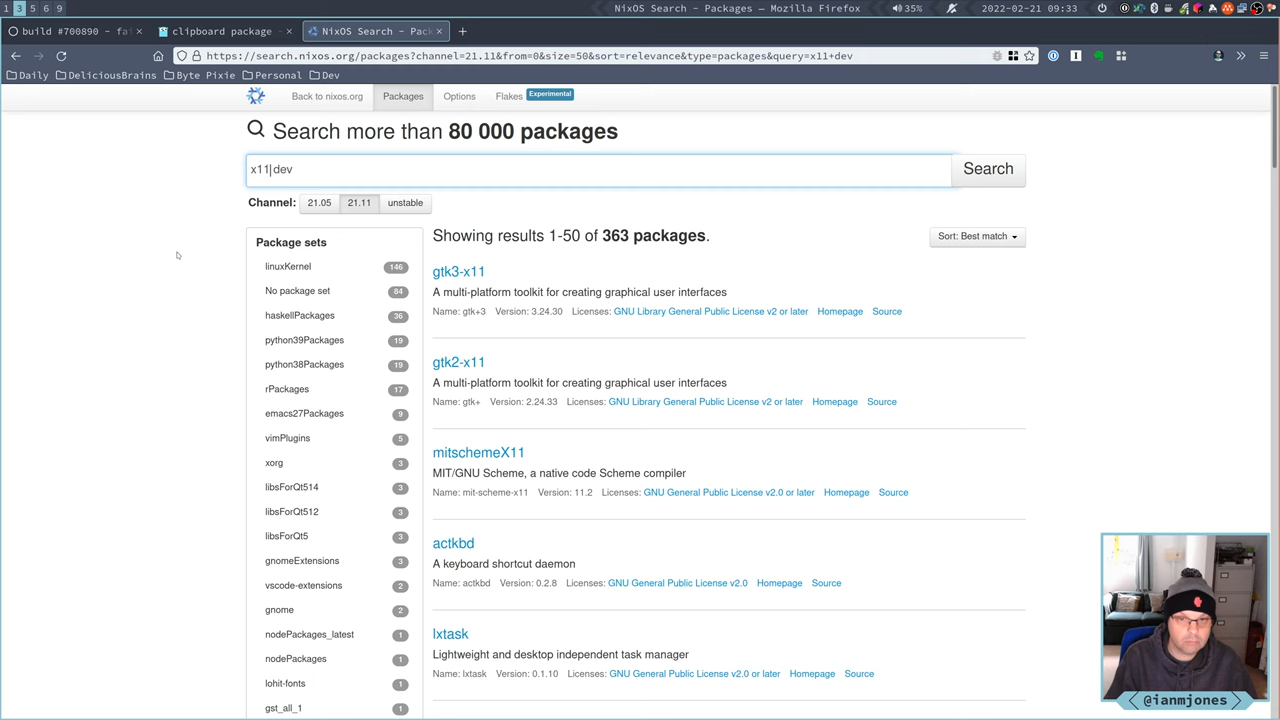 1 3 5 6 9
NixOS Search - Packages — Mozilla Firefox
35%
2022-02-21 09:33
build #700890 - fai
clipboard package -
NixOS Search - Pack
https://search.nixos.org/packages?channel=21.11&from=0&size=50&sort=relevance&type=packages&query=x11+dev
Daily
DeliciousBrains
Byte Pixie
Personal
Dev
Back to nixos.org
Packages
Options
Flakes
Experimental
Search more than 80 000 packages
x11 dev
Search
Channel:
21.05
21.11
unstable
Package sets
linuxKernel 146
No package set 84
haskellPackages 36
python39Packages 19
python38Packages 19
rPackages 17
emacs27Packages 9
vimPlugins 5
xorg 3
libsForQt514 3
libsForQt512 3
libsForQt5 3
gnomeExtensions 3
vscode-extensions 2
gnome 2
nodePackages_latest 1
nodePackages 1
lohit-fonts 1
gst_all_1 1
Showing results 1-50 of 363 packages.
Sort: Best match
gtk3-x11
A multi-platform toolkit for creating graphical user interfaces
Name: gtk+3 Version: 3.24.30 Licenses: GNU Library General Public License v2 or later Homepage Source
gtk2-x11
A multi-platform toolkit for creating graphical user interfaces
Name: gtk+ Version: 2.24.33 Licenses: GNU Library General Public License v2 or later Homepage Source
mitschemeX11
MIT/GNU Scheme, a native code Scheme compiler
Name: mit-scheme-x11 Version: 11.2 Licenses: GNU General Public License v2.0 or later Homepage Source
actkbd
A keyboard shortcut daemon
Name: actkbd Version: 0.2.8 Licenses: GNU General Public License v2.0 Homepage Source
lxtask
Lightweight and desktop independent task manager
Name: lxtask Version: 0.1.10 Licenses: GNU General Public License v2.0 or later Homepage Source
@ianmjones